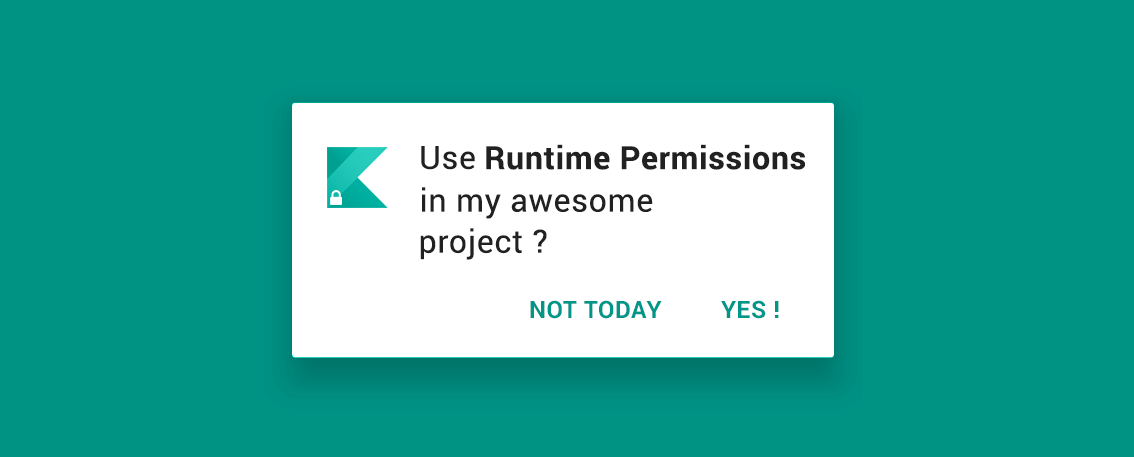 Use Runtime Permissions
in my awesome
project ?
NOT TODAY YES !